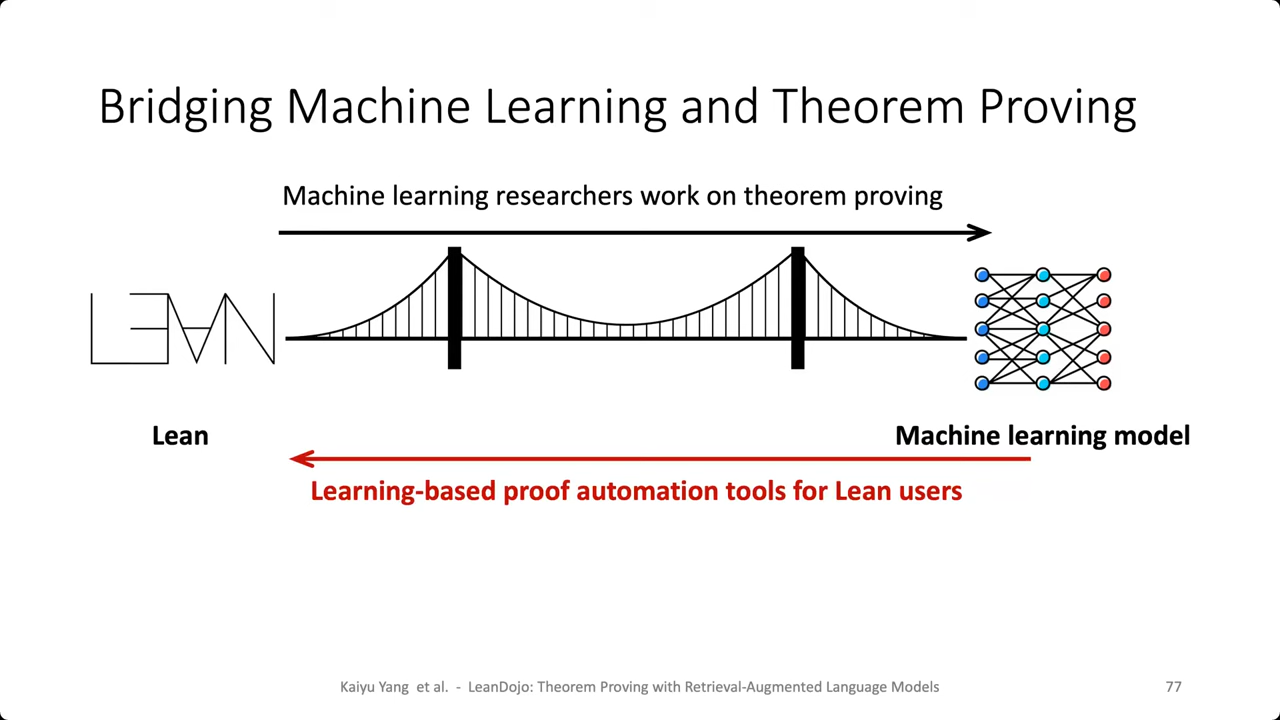 Bridging Machine Learning and Theorem Proving
Machine learning researchers work on theorem proving
L∃∀N
Lean
Machine learning model
Learning-based proof automation tools for Lean users
Kaiyu Yang et al. - LeanDojo: Theorem Proving with Retrieval-Augmented Language Models
77